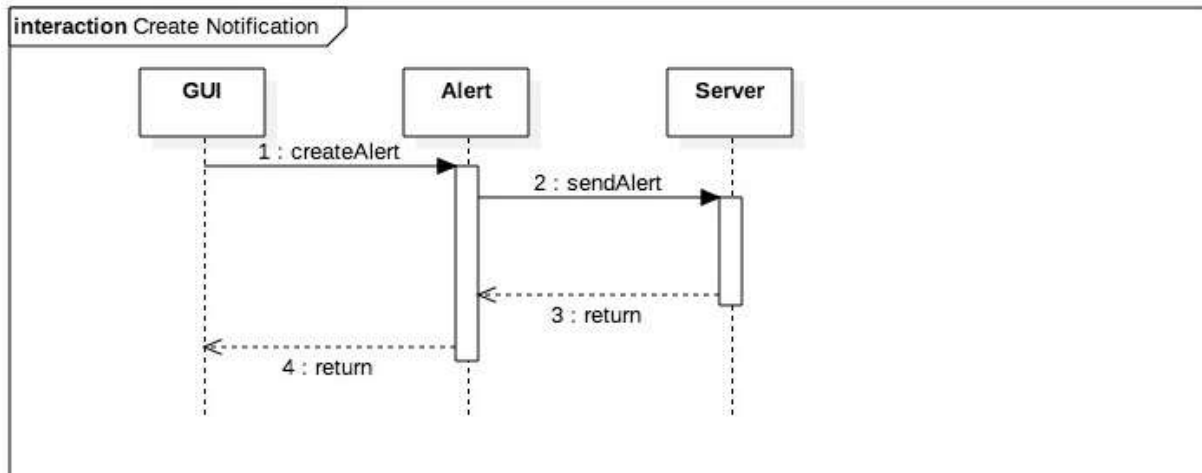 interaction Create Notification
GUI
Alert
Server
1 : createAlert
2 : sendAlert
3 : return
4 : return